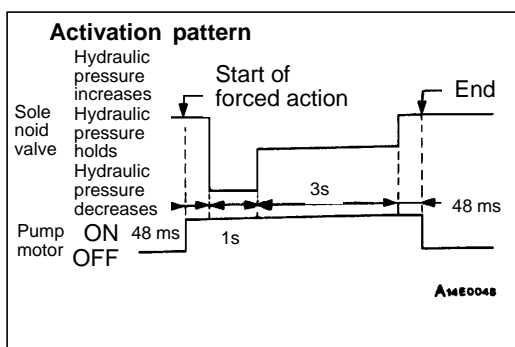 Activation pattern
Hydraulic
pressure
increases
Hydraulic
pressure
holds
Hydraulic
pressure
decreases
Sole
noid
valve
Start of
forced action
End
3s
48 ms
1s
48 ms
Pump
motor
ON
OFF
A14E0048